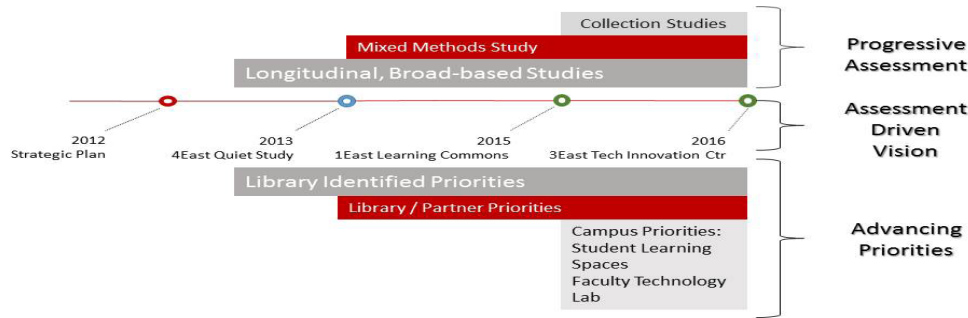 Collection Studies
Mixed Methods Study
Longitudinal, Broad-based Studies
Progressive
Assessment
2012
Strategic Plan
2013
4East Quiet Study
2015
1East Learning Commons
2016
3East Tech Innovation Ctr
Assessment
Driven
Vision
Library Identified Priorities
Library / Partner Priorities
Campus Priorities:
Student Learning
Spaces
Faculty Technology
Lab
Advancing
Priorities